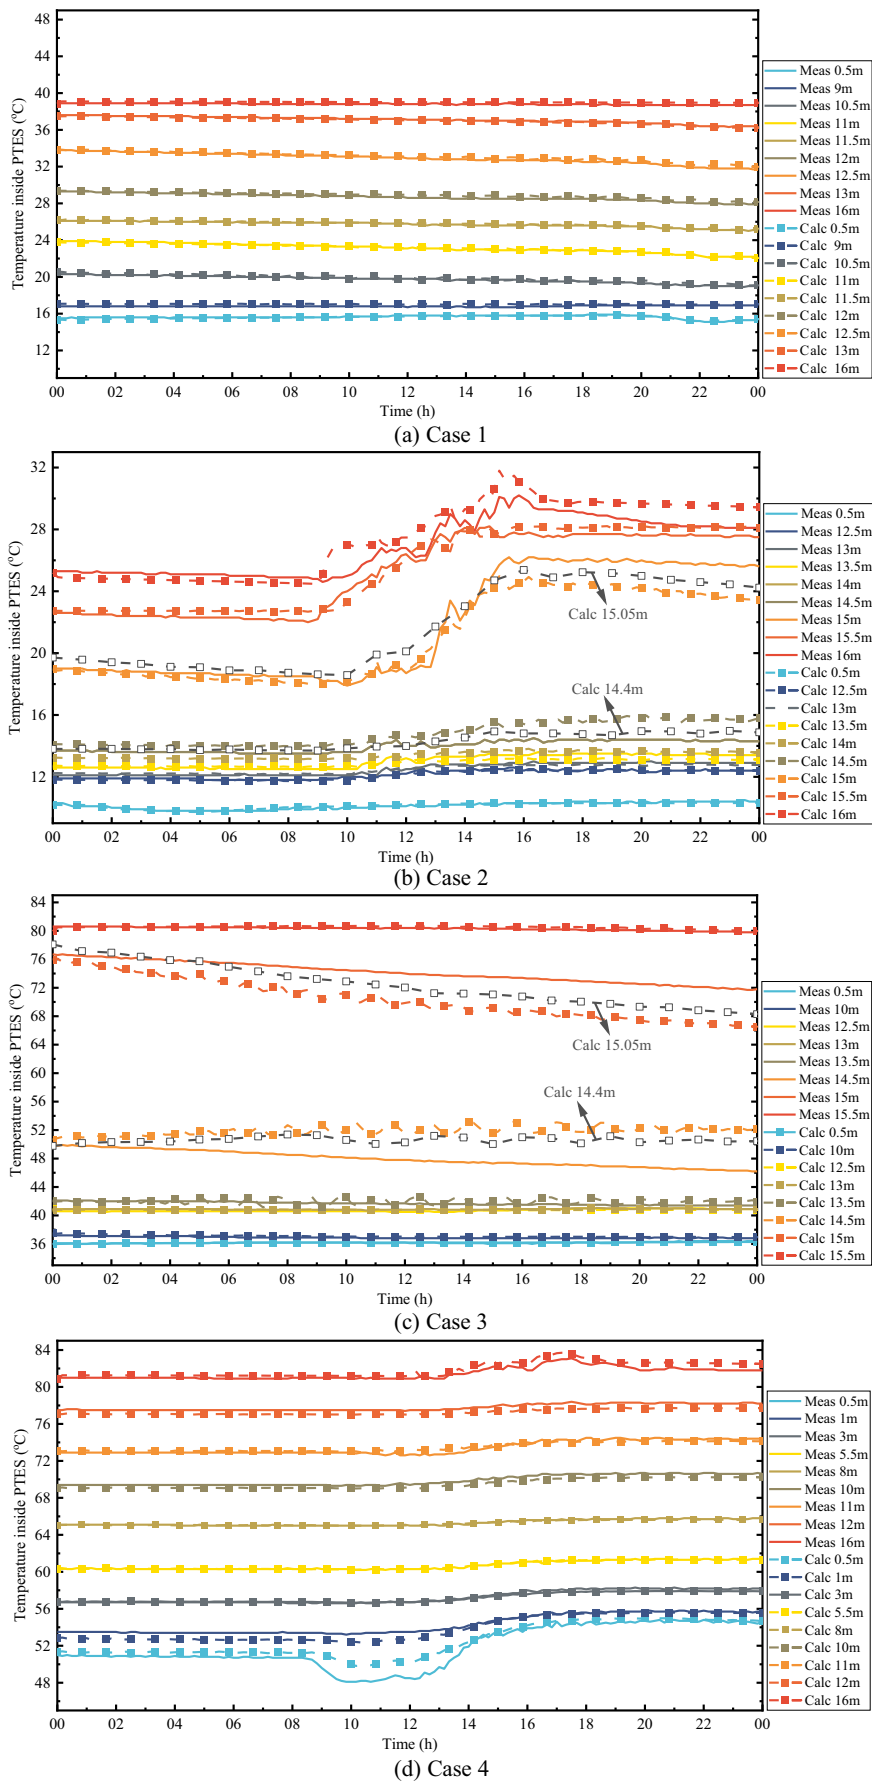 48
44
40
36
32
28
24
20
16
12
Temperature inside PTES (°C)
00 02 04 06 08 10 12 14 16 18 20 22 00
Time (h)
Meas 0.5m
Meas 9m
Meas 10.5m
Meas 11m
Meas 11.5m
Meas 12m
Meas 12.5m
Meas 13m
Meas 16m
Calc 0.5m
Calc 9m
Calc 10.5m
Calc 11m
Calc 11.5m
Calc 12m
Calc 12.5m
Calc 13m
Calc 16m
(a) Case 1
32
28
24
20
16
12
Temperature inside PTES (°C)
Calc 15.05m
Calc 14.4m
00 02 04 06 08 10 12 14 16 18 20 22 00
Time (h)
Meas 0.5m
Meas 12.5m
Meas 13m
Meas 13.5m
Meas 14m
Meas 14.5m
Meas 15m
Meas 15.5m
Meas 16m
Calc 0.5m
Calc 12.5m
Calc 13m
Calc 13.5m
Calc 14m
Calc 14.5m
Calc 15m
Calc 15.5m
Calc 16m
(b) Case 2
84
80
76
72
68
64
60
56
52
48
44
40
36
Temperature inside PTES (°C)
Calc 15.05m
Calc 14.4m
00 02 04 06 08 10 12 14 16 18 20 22 00
Time (h)
Meas 0.5m
Meas 10m
Meas 12.5m
Meas 13m
Meas 13.5m
Meas 14.5m
Meas 15m
Meas 15.5m
Calc 0.5m
Calc 10m
Calc 12.5m
Calc 13m
Calc 13.5m
Calc 14.5m
Calc 15m
Calc 15.5m
(c) Case 3
84
80
76
72
68
64
60
56
52
48
Temperature inside PTES (°C)
00 02 04 06 08 10 12 14 16 18 20 22 00
Time (h)
Meas 0.5m
Meas 1m
Meas 3m
Meas 5.5m
Meas 8m
Meas 10m
Meas 11m
Meas 12m
Meas 16m
Calc 0.5m
Calc 1m
Calc 3m
Calc 5.5m
Calc 8m
Calc 10m
Calc 11m
Calc 12m
Calc 16m
(d) Case 4